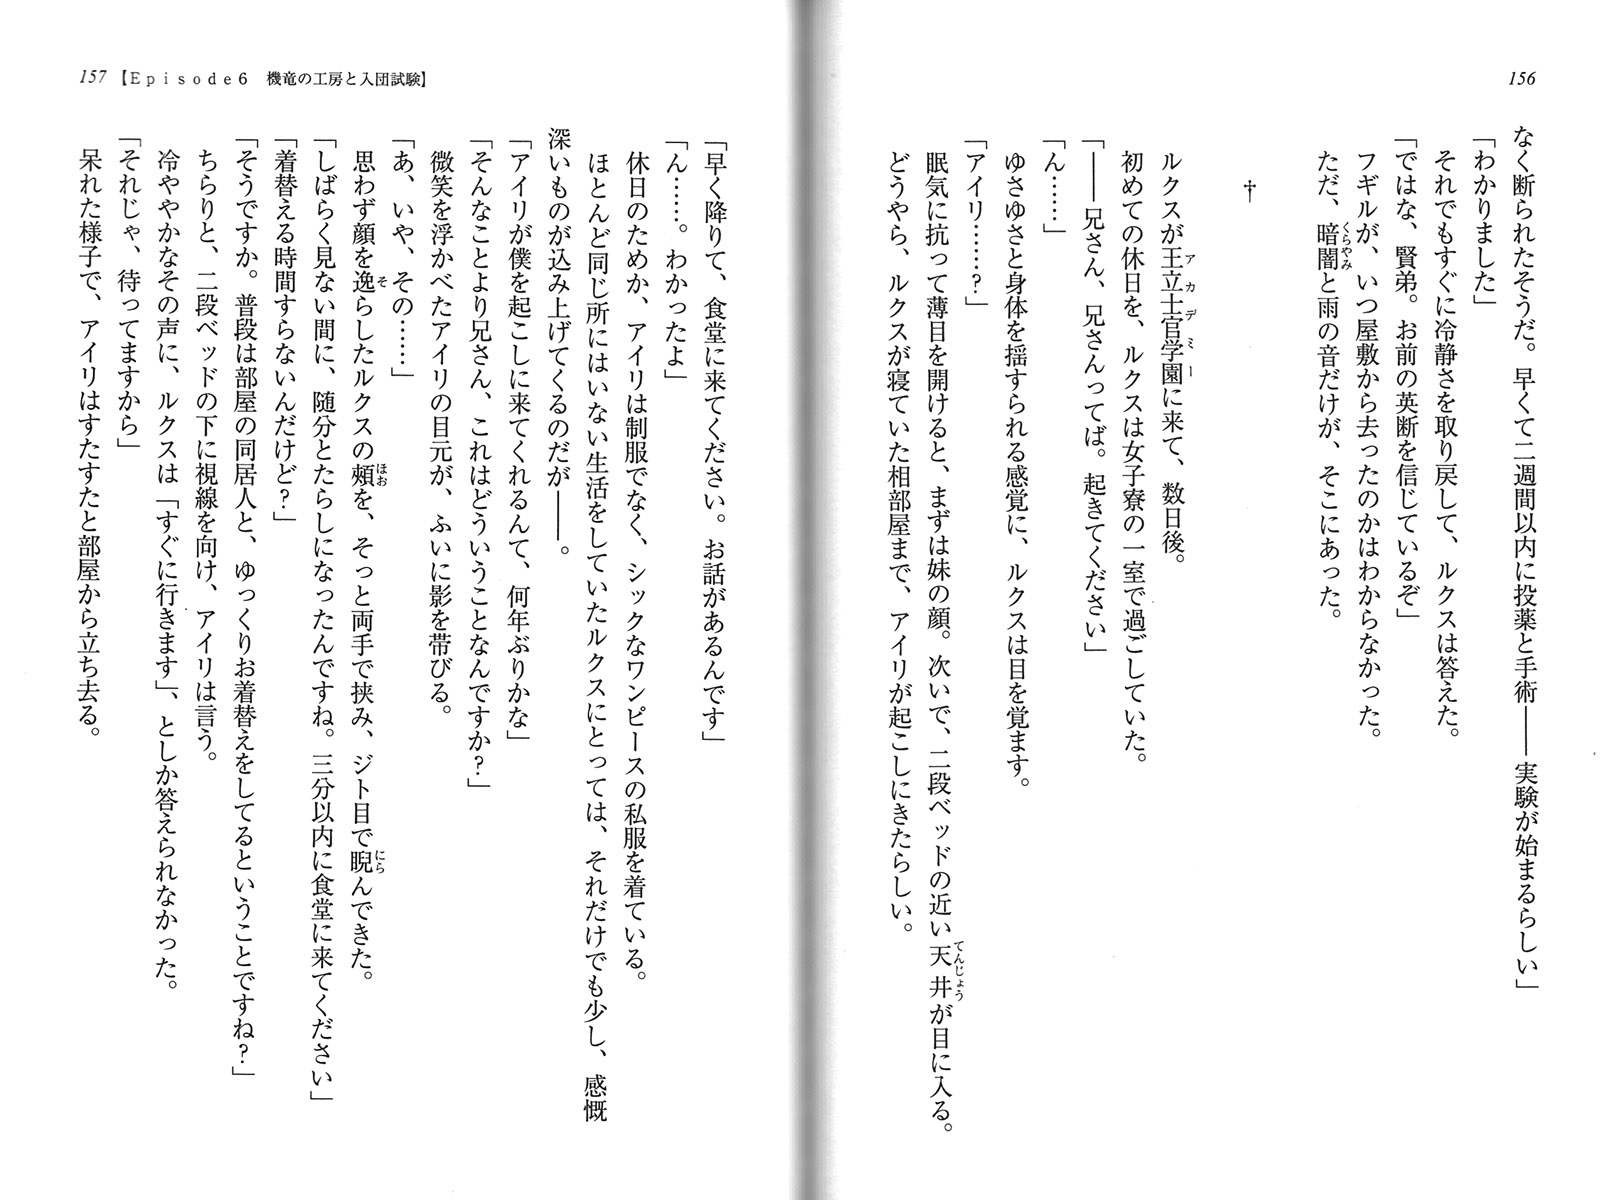 156
なく断られたそうだ。早くて二週間以内に投薬と手術――実験が始まるらしい」
「わかりました」
それでもすぐに冷静さを取り戻して、ルクスは答えた。
「ではな、賢弟。お前の英断を信じているぞ」
フギルが、いつ屋敷から去ったのかはわからなかった。
ただ、暗闇と雨の音だけが、そこにあった。
くらやみ
†
ルクスが王立士官学園に来て、数日後。
アカデミー
初めての休日を、ルクスは女子寮の一室で過ごしていた。
「――兄さん、兄さんってば。起きてください」
「ん……」
ゆさゆさと身体を揺すられる感覚に、ルクスは目を覚ます。
「アイリ……？」
眠気に抗って薄目を開けると、まずは妹の顔。次いで、二段ベッドの近い天井が目に入る。
てんじょう
どうやら、ルクスが寝ていた相部屋まで、アイリが起こしにきたらしい。
157【Episode6　機竜の工房と入団試験】
「早く降りて、食堂に来てください。お話があるんです」
「ん……。わかったよ」
休日のためか、アイリは制服でなく、シックなワンピースの私服を着ている。
ほとんど同じ所にはいない生活をしていたルクスにとっては、それだけでも少し、感慨
深いものが込み上げてくるのだが――。
「アイリが僕を起こしに来てくれるんて、何年ぶりかな」
「そんなことより兄さん、これはどういうことなんですか？」
微笑を浮かべたアイリの目元が、ふいに影を帯びる。
「あ、いや、その……」
思わず顔を逸らしたルクスの頰を、そっと両手で挟み、ジト目で睨んできた。
そ
ほお
にら
「しばらく見ない間に、随分とたらしになったんですね。三分以内に食堂に来てください」
「着替える時間すらないんだけど？」
「そうですか。普段は部屋の同居人と、ゆっくりお着替えをしてるということですね？」
ちらりと、二段ベッドの下に視線を向け、アイリは言う。
冷ややかなその声に、ルクスは「すぐに行きます」、としか答えられなかった。
「それじゃ、待ってますから」
呆れた様子で、アイリはすたすたと部屋から立ち去る。